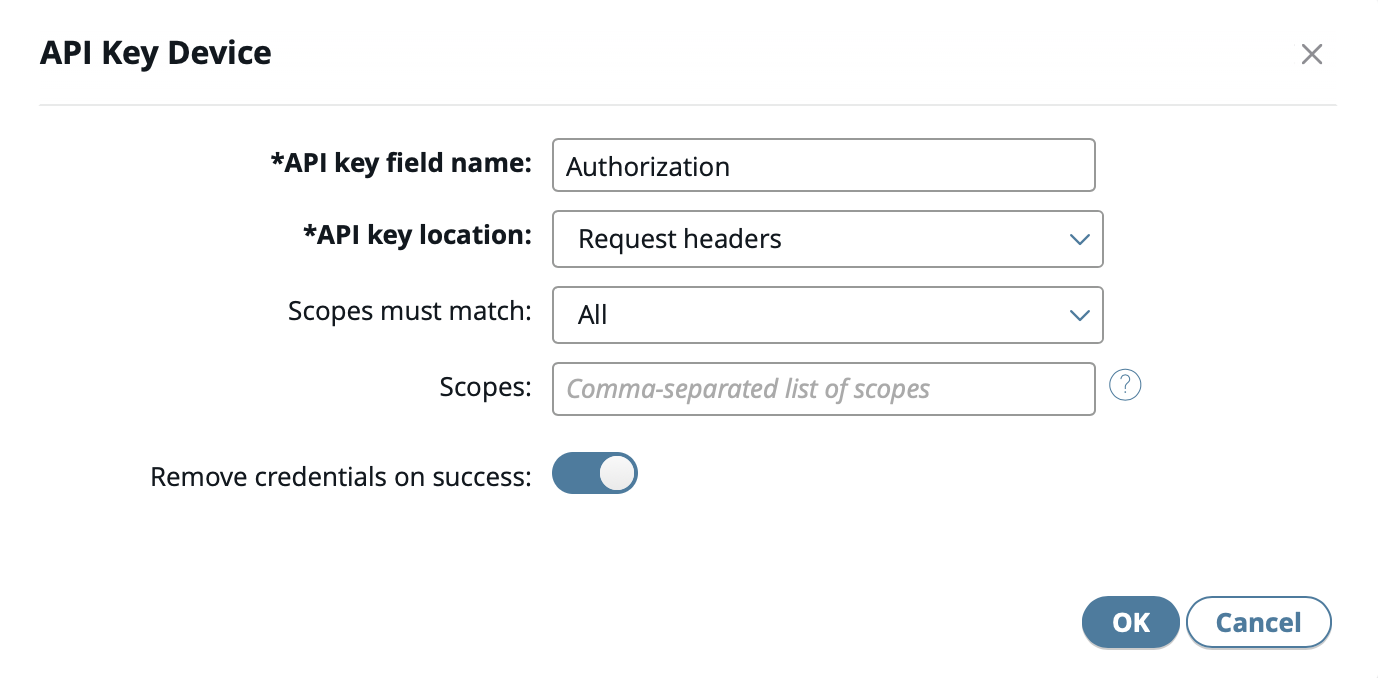 API Key Device
*API key field name: Authorization
*API key location: Request headers
Scopes must match: All
Scopes: Comma-separated list of scopes ?
Remove credentials on success:
OK Cancel